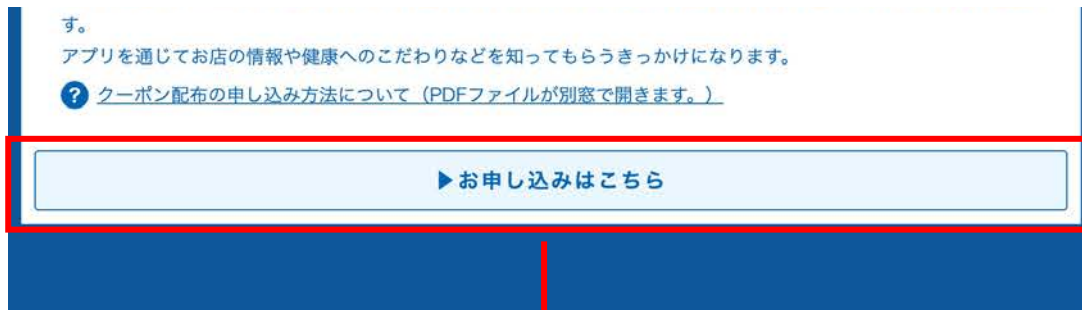 す。
アプリを通じてお店の情報や健康へのこだわりなどを知ってもらうきっかけになります。
? クーポン配布の申し込み方法について（PDFファイルが別窓で開きます。）
▶お申し込みはこちら